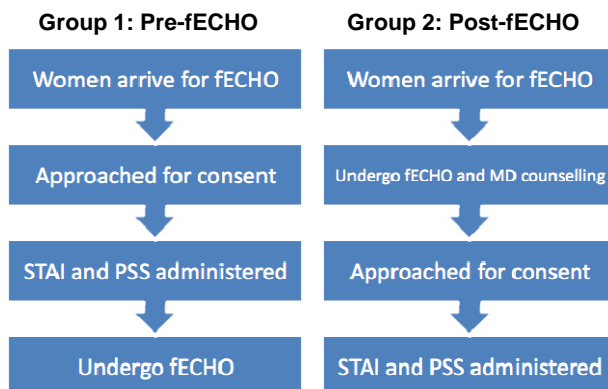 Group 1: Pre-fECHO
Women arrive for fECHO
Approached for consent
STAI and PSS administered
Undergo fECHO
Group 2: Post-fECHO
Women arrive for fECHO
Undergo fECHO and MD counselling
Approached for consent
STAI and PSS administered